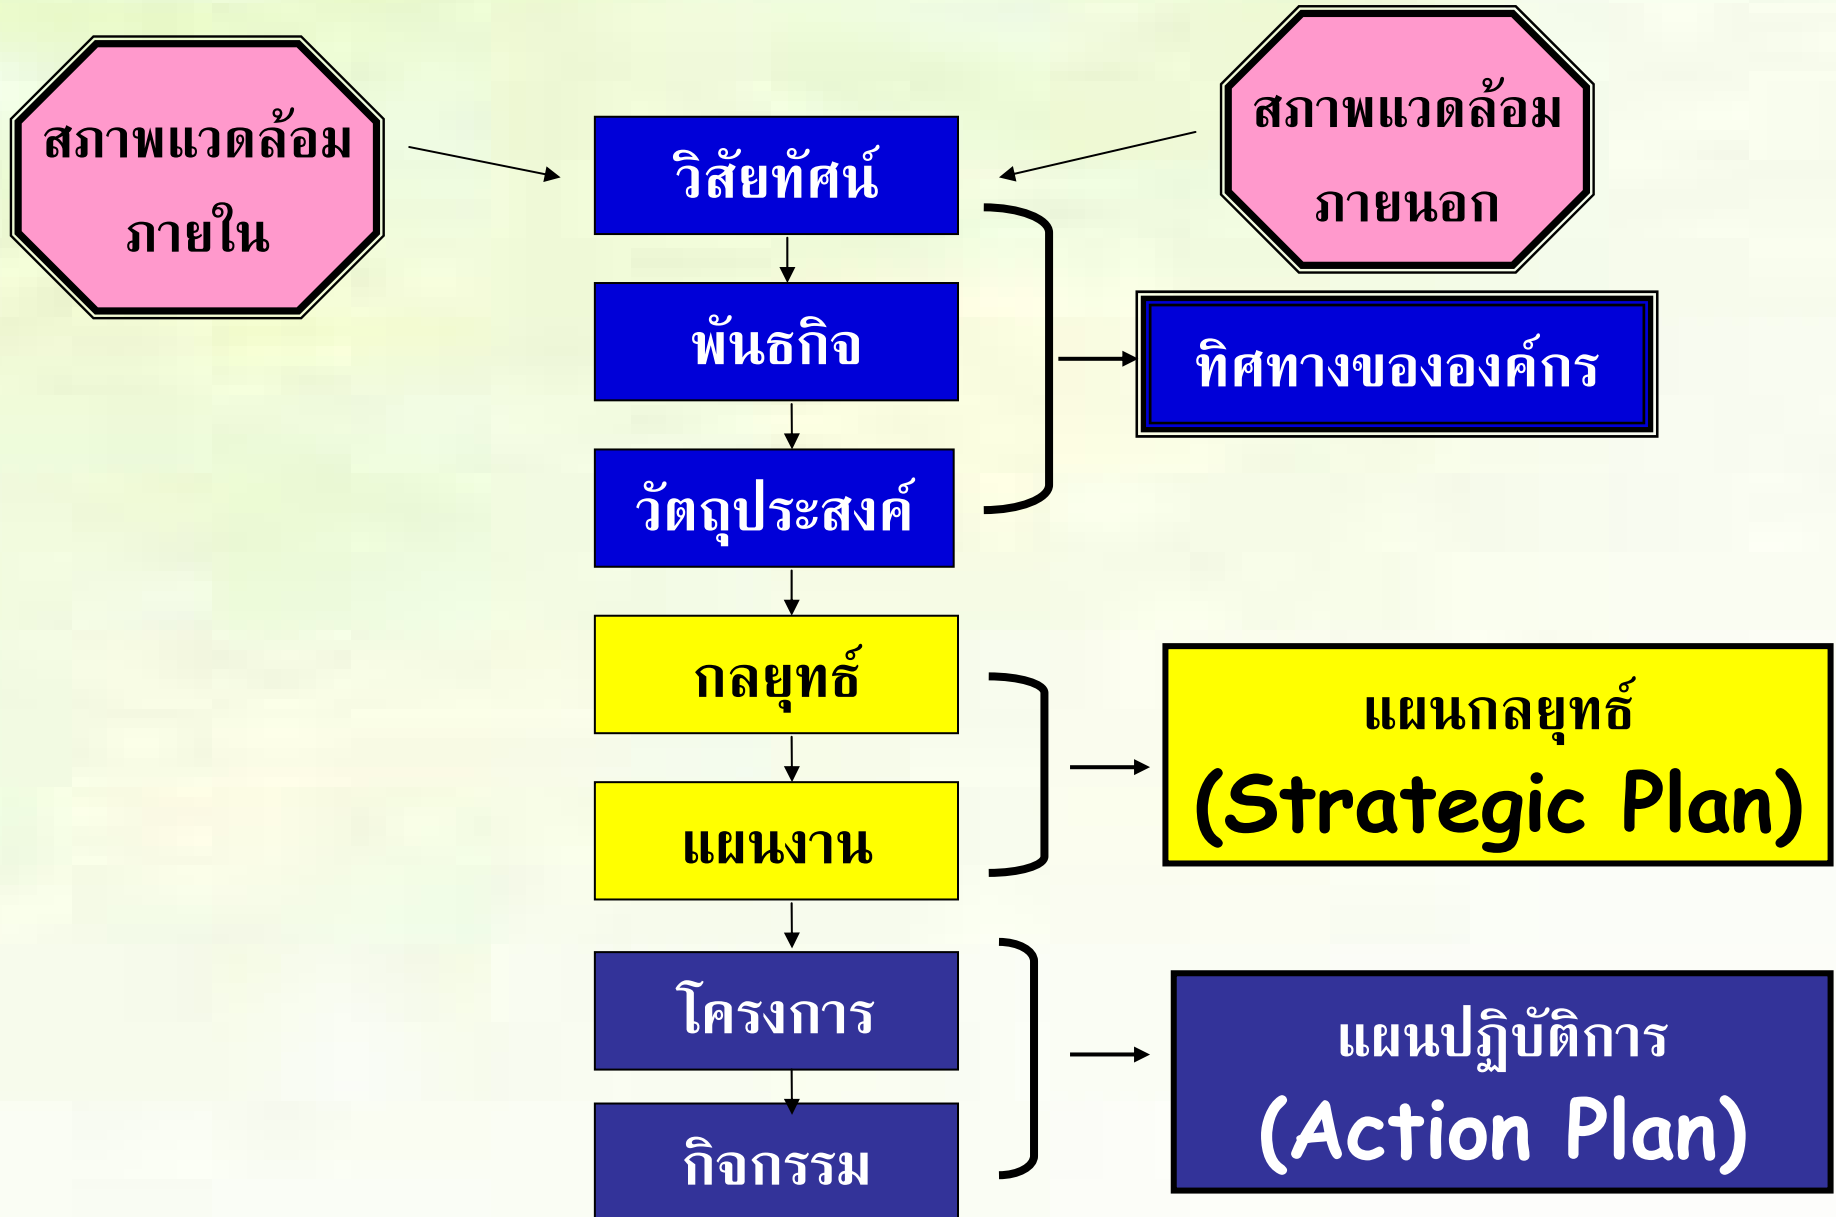 สภาพแวดล้อม
ภายใน
สภาพแวดล้อม
ภายนอก
วิสัยทัศน์
พันธกิจ
ทิศทางขององค์กร
วัตถุประสงค์
กลยุทธ์
แผนงาน
แผนกลยุทธ์
(Strategic Plan)
โครงการ
กิจกรรม
แผนปฏิบัติการ
(Action Plan)